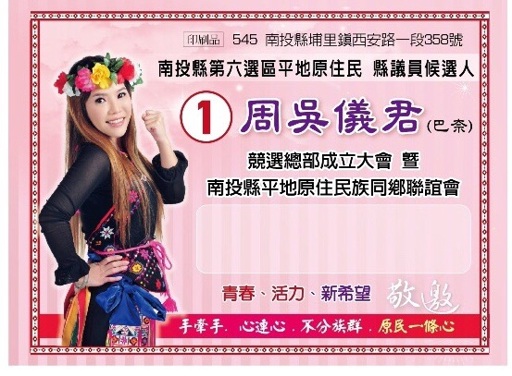 印刷品 545 南投縣埔里鎮西安路一段358號
南投縣第六選區平地原住民 縣議員候選人
1 周吳儀君(巴奈)
競選總部成立大會 暨
南投縣平地原住民族同鄉聯誼會
青春、活力、新希望 敬邀
手牽手．心連心．不分族群．原民一條心